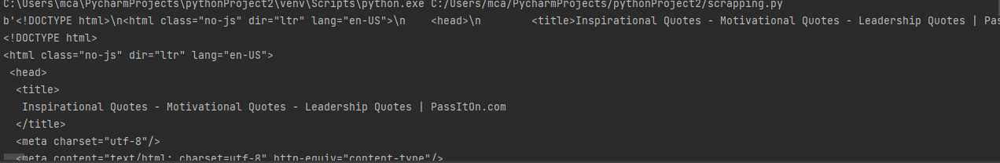 C:\Users\mca\PycharmProjects\pythonProject2\venv\Scripts\python.exe C:/Users/mca/PycharmProjects/pythonProject2/scrapping.py
b'<!DOCTYPE html>\n<html class="no-js" dir="ltr" lang="en-US">\n    <head>\n        <title>Inspirational Quotes - Motivational Quotes - Leadership Quotes | Pas
<!DOCTYPE html>
<html class="no-js" dir="ltr" lang="en-US">
 <head>
  <title>
   Inspirational Quotes - Motivational Quotes - Leadership Quotes | PassItOn.com
  </title>
  <meta charset="utf-8"/>
  <meta content="text/html; charset=utf-8" http-equiv="content-type"/>